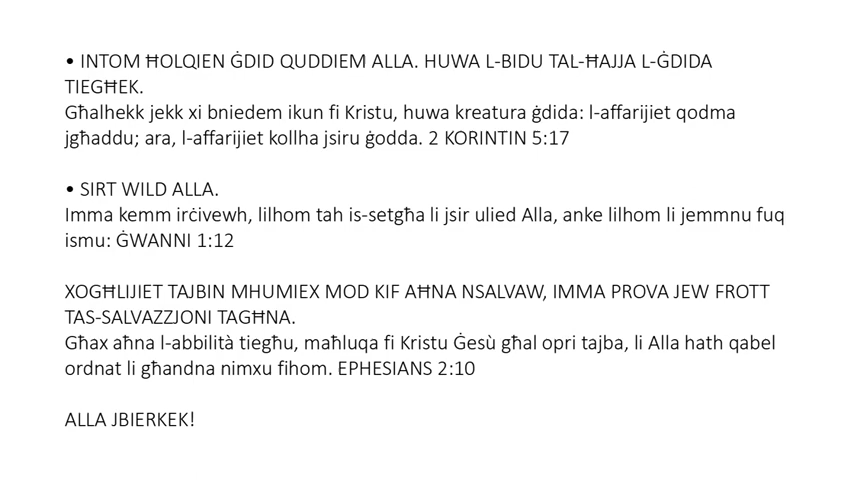 • INTOM ĦOLQIEN ĠDID QUDDIEM ALLA. HUWA L-BIDU TAL-ĦAJJA L-ĠDIDA
TIEGĦEK.
Għalhekk jekk xi bniedem ikun fi Kristu, huwa kreatura ġdida: l-affarijiet qodma
jgħaddu; ara, l-affarijiet kollha jsiru ġodda. 2 KORINTIN 5:17
• SIRT WILD ALLA.
Imma kemm irċivewh, lilhom tah is-setgħa li jsir ulied Alla, anke lilhom li jemmnu fuq
ismu: ĠWANNI 1:12
XOGĦLIJIET TAJBIN MHUMIEX MOD KIF AĦNA NSALVAW, IMMA PROVA JEW FROTT
TAS-SALVAZZJONI TAGĦNA.
Għax aħna l-abbilità tiegħu, maħluqa fi Kristu Ġesù għal opri tajba, li Alla hath qabel
ordnat li għandna nimxu fihom. EPHESIANS 2:10
ALLA JBIERKEK!